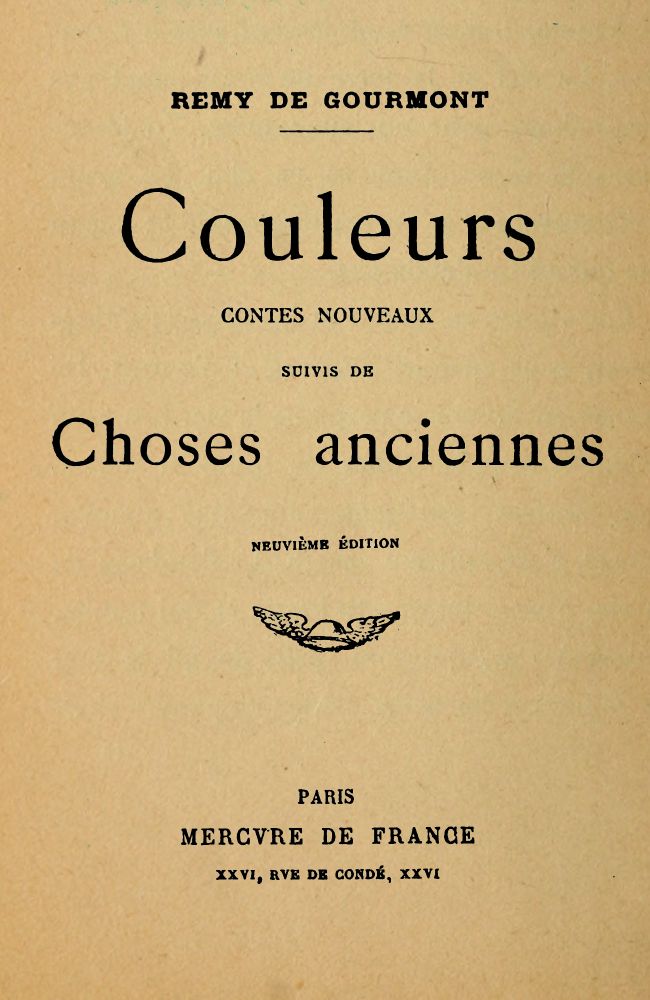 REMY DE GOURMONT
Couleurs
CONTES NOUVEAUX
SUIVIS DE
Choses anciennes
NEUVIÈME ÉDITION
PARIS
MERCVRE DE FRANCE
XXVI, RVE DE CONDÉ, XXVI